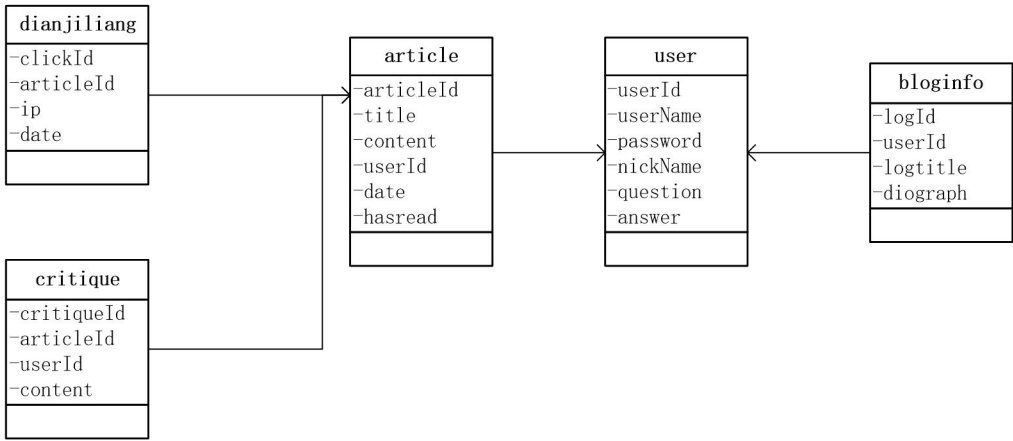 dianjiliang
-clickId
-articleId
-ip
-date
critique
-critiqueId
-articleId
-userId
-content
article
-articleId
-title
-content
-userId
-date
-hasread
user
-userId
-userName
-password
-nickName
-question
-answer
bloginfo
-logId
-userId
-logtitle
-diograph